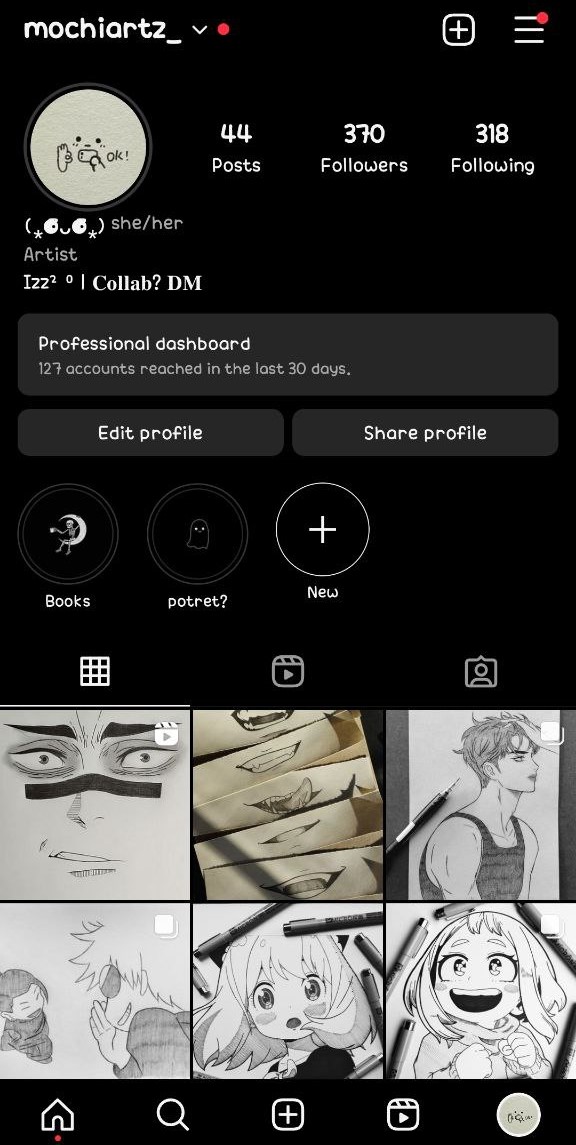 mochiartz_
44 370 318
Posts Followers Following
OK!
(⁎⚈ᴗ⚈⁎) she/her
Artist
Izz² ⁰ | Collab? DM
Professional dashboard
127 accounts reached in the last 30 days.
Edit profile Share profile
Books potret? New